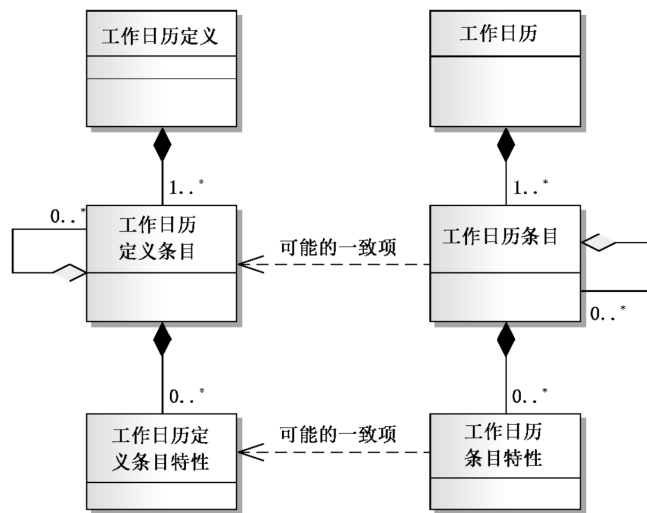 工作日历定义
工作日历
1..*
1..*
0..*
工作日历
定义条目
可能的一致项
工作日历条目
0..*
0..*
0..*
工作日历定
义条目特性
可能的一致项
工作日历
条目特性